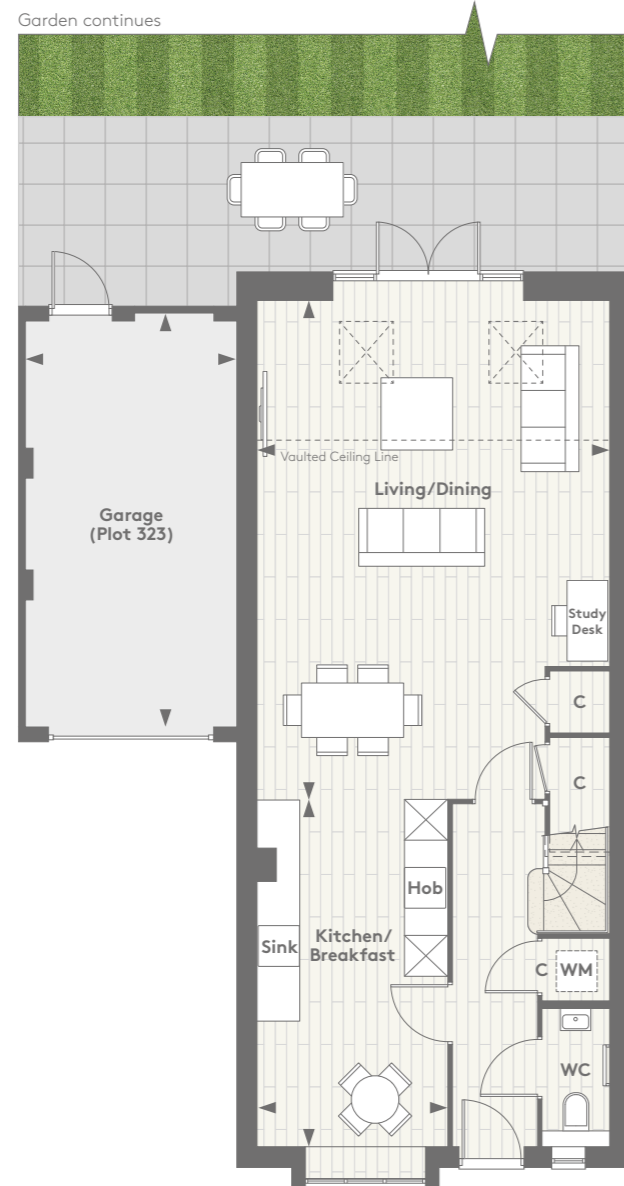 Garden continues
Vaulted Ceiling Line
Living/Dining
Garage
(Plot 323)
Study
Desk
C
C
Hob
Sink
Kitchen/
Breakfast
C WM
WC